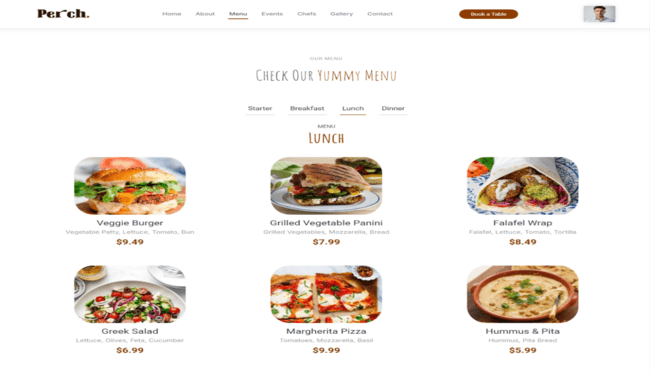 Perch.
Home About Menu Events Chefs Gallery Contact
Book a Table
OUR MENU
Check Our Yummy Menu
Starter Breakfast Lunch Dinner
MENU
Lunch
Veggie Burger
Vegetable Patty, Lettuce, Tomato, Bun
$9.49
Grilled Vegetable Panini
Grilled Vegetables, Mozzarella, Bread
$7.99
Falafel Wrap
Falafel, Lettuce, Tomato, Tortilla
$8.49
Greek Salad
Lettuce, Olives, Feta, Cucumber
$6.99
Margherita Pizza
Tomatoes, Mozzarella, Basil
$9.99
Hummus & Pita
Hummus, Pita Bread
$5.99